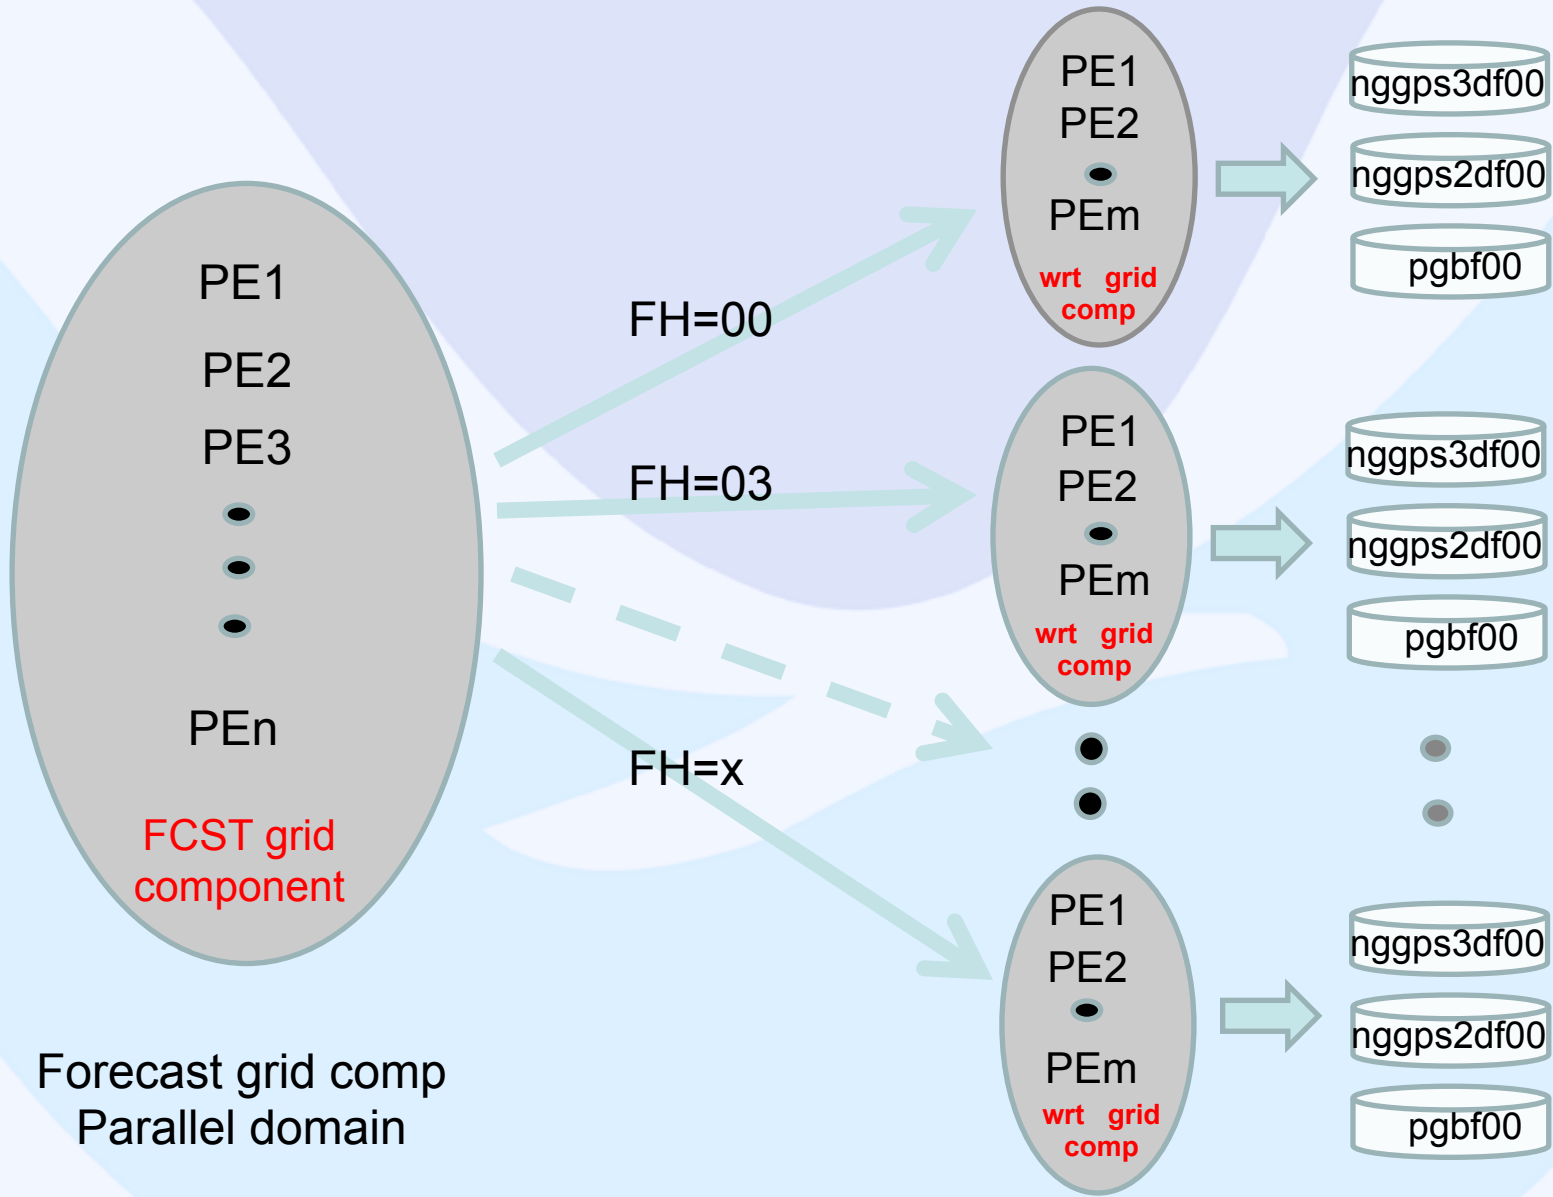 PE1
PE2
PE3
PEn
FCST grid
component
Forecast grid comp
Parallel domain
FH=00
FH=03
FH=x
PE1
PE2
PEm
wrt grid
comp
nggps3df00
nggps2df00
pgbf00
PE1
PE2
PEm
wrt grid
comp
nggps3df00
nggps2df00
pgbf00
PE1
PE2
PEm
wrt grid
comp
nggps3df00
nggps2df00
pgbf00